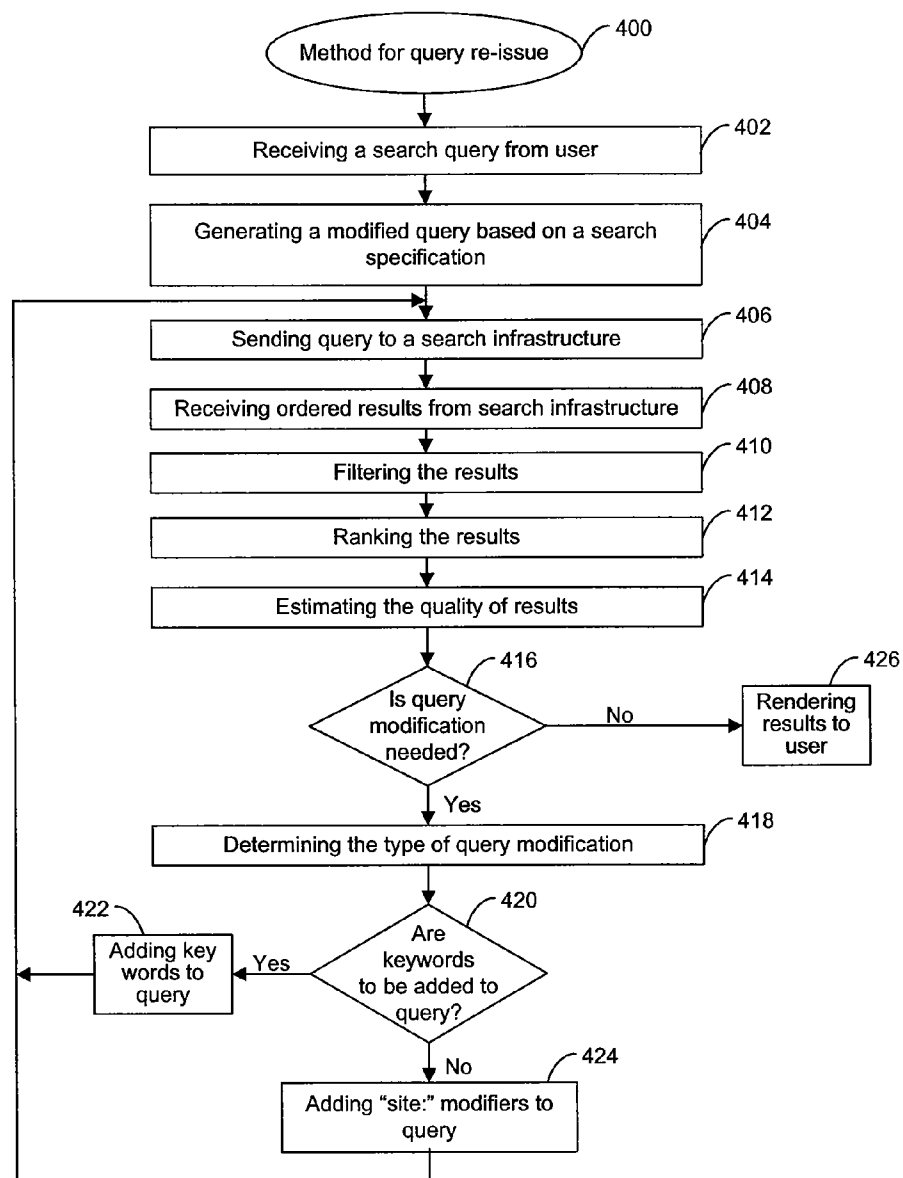 Method for query re-issue
400
402
Receiving a search query from user
404
Generating a modified query based on a search
specification
406
Sending query to a search infrastructure
408
Receiving ordered results from search infrastructure
410
Filtering the results
412
Ranking the results
414
Estimating the quality of results
416
Is query
modification
needed?
No
426
Rendering
results to
user
Yes
418
Determining the type of query modification
420
Are
keywords
to be added to
query?
422
Adding key
words to
query
Yes
No
424
Adding “site:” modifiers to
query